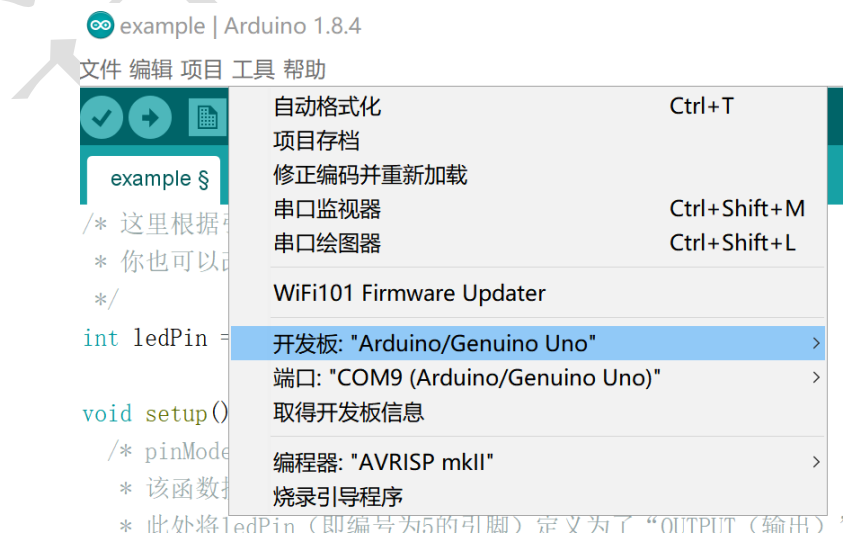 example | Arduino 1.8.4
文件 编辑 项目 工具 帮助
自动格式化 Ctrl+T
项目存档
修正编码并重新加载
串口监视器 Ctrl+Shift+M
串口绘图器 Ctrl+Shift+L
WiFi101 Firmware Updater
开发板: "Arduino/Genuino Uno"
端口: "COM9 (Arduino/Genuino Uno)"
取得开发板信息
编程器: "AVRISP mkII"
烧录引导程序
example §
/* 这里根据
* 你也可以
*/
int ledPin =
void setup()
/* pinMode
* 该函数
* 此处将ledPin（即编号为5的引脚）定义为了“OUTPUT（输出）”